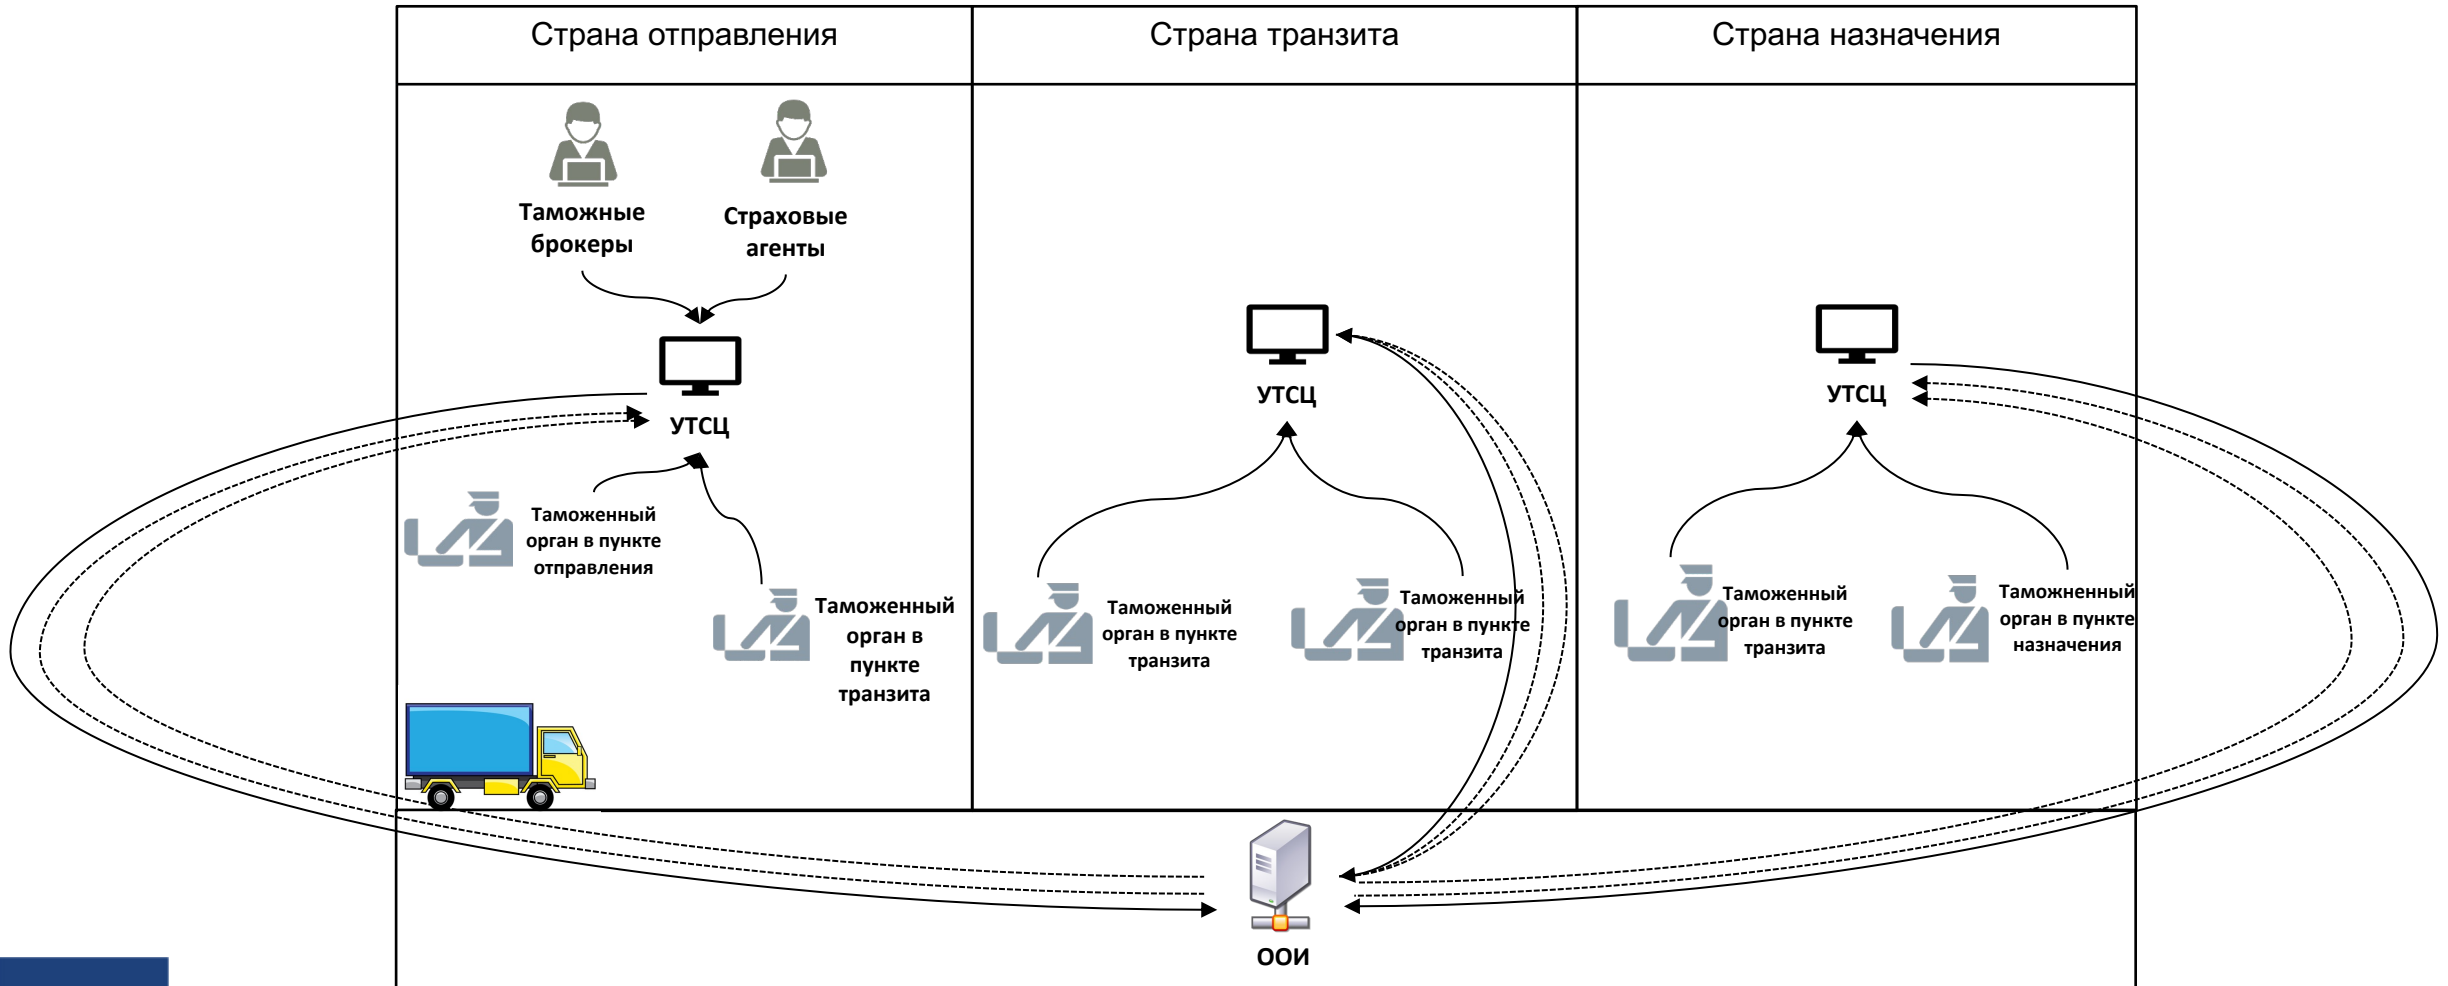 Страна отправления
Страна транзита
Страна назначения
Таможные
брокеры
Страховые
агенты
УТСЦ
УТСЦ
УТСЦ
Таможенный
орган в пункте
отправления
Таможенный
орган в
пункте
транзита
Таможенный
орган в пункте
транзита
Таможенный
орган в пункте
транзита
Таможенный
орган в пункте
транзита
Таможненный
орган в пункте
назначения
ООИ